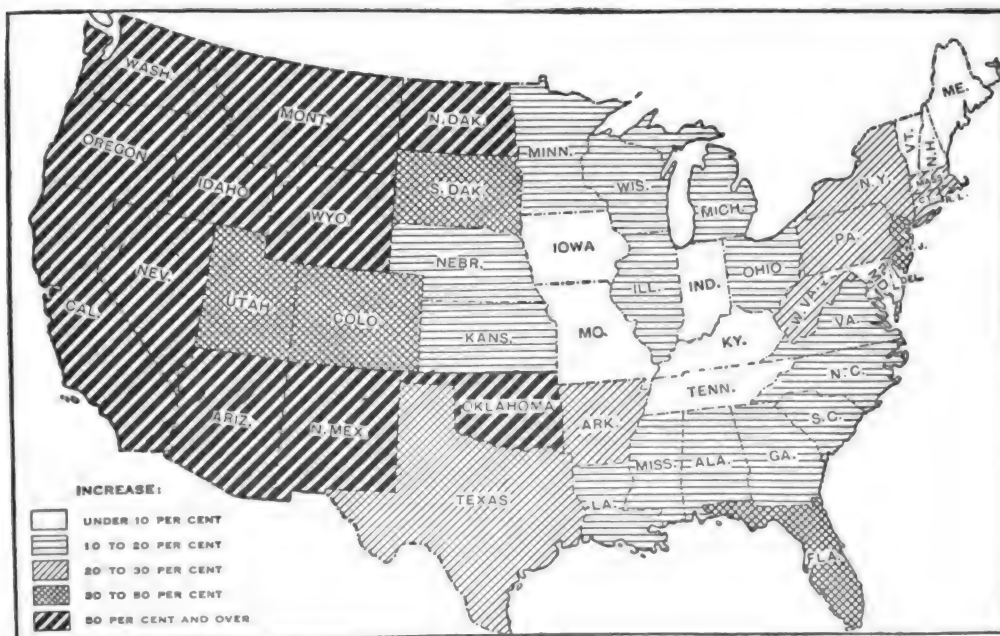 WASH.
MONT.
N. DAK.
MINN.
ME.
VT.
N.H.
OREGON
IDAHO
WYO.
S. DAK
WIS.
MICH.
N.Y.
MASS
CT.
NEV.
UTAH
COLO.
NEBR.
IOWA
ILL.
IND.
OHIO
PA.
J.
DEL.
CAL.
KANS.
MO.
KY.
W. VA.
VA.
ARIZ.
N. MEX.
OKLAHOMA
ARK.
TENN.
N.C.
S.C.
TEXAS
LA.
MISS.
ALA.
GA.
FLA.
INCREASE:
UNDER 10 PER CENT
10 TO 20 PER CENT
20 TO 30 PER CENT
30 TO 50 PER CENT
50 PER CENT AND OVER